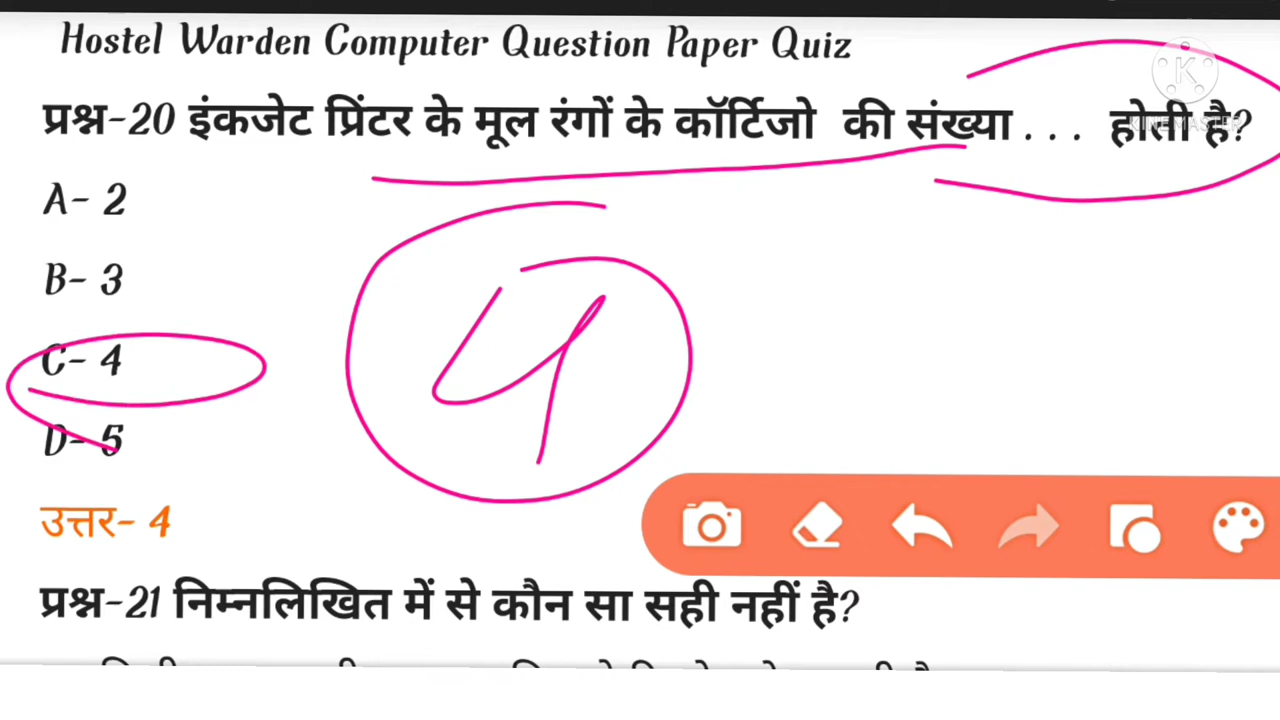 Hostel Warden Computer Question Paper Quiz
प्रश्न-20 इंकजेट प्रिंटर के मूल रंगों के कॉर्टिजो की संख्या . . . होती है?
K
KINEMASTER
A- 2
B- 3
C- 4
D- 5
4
उत्तर- 4
प्रश्न-21 निम्नलिखित में से कौन सा सही नहीं है?